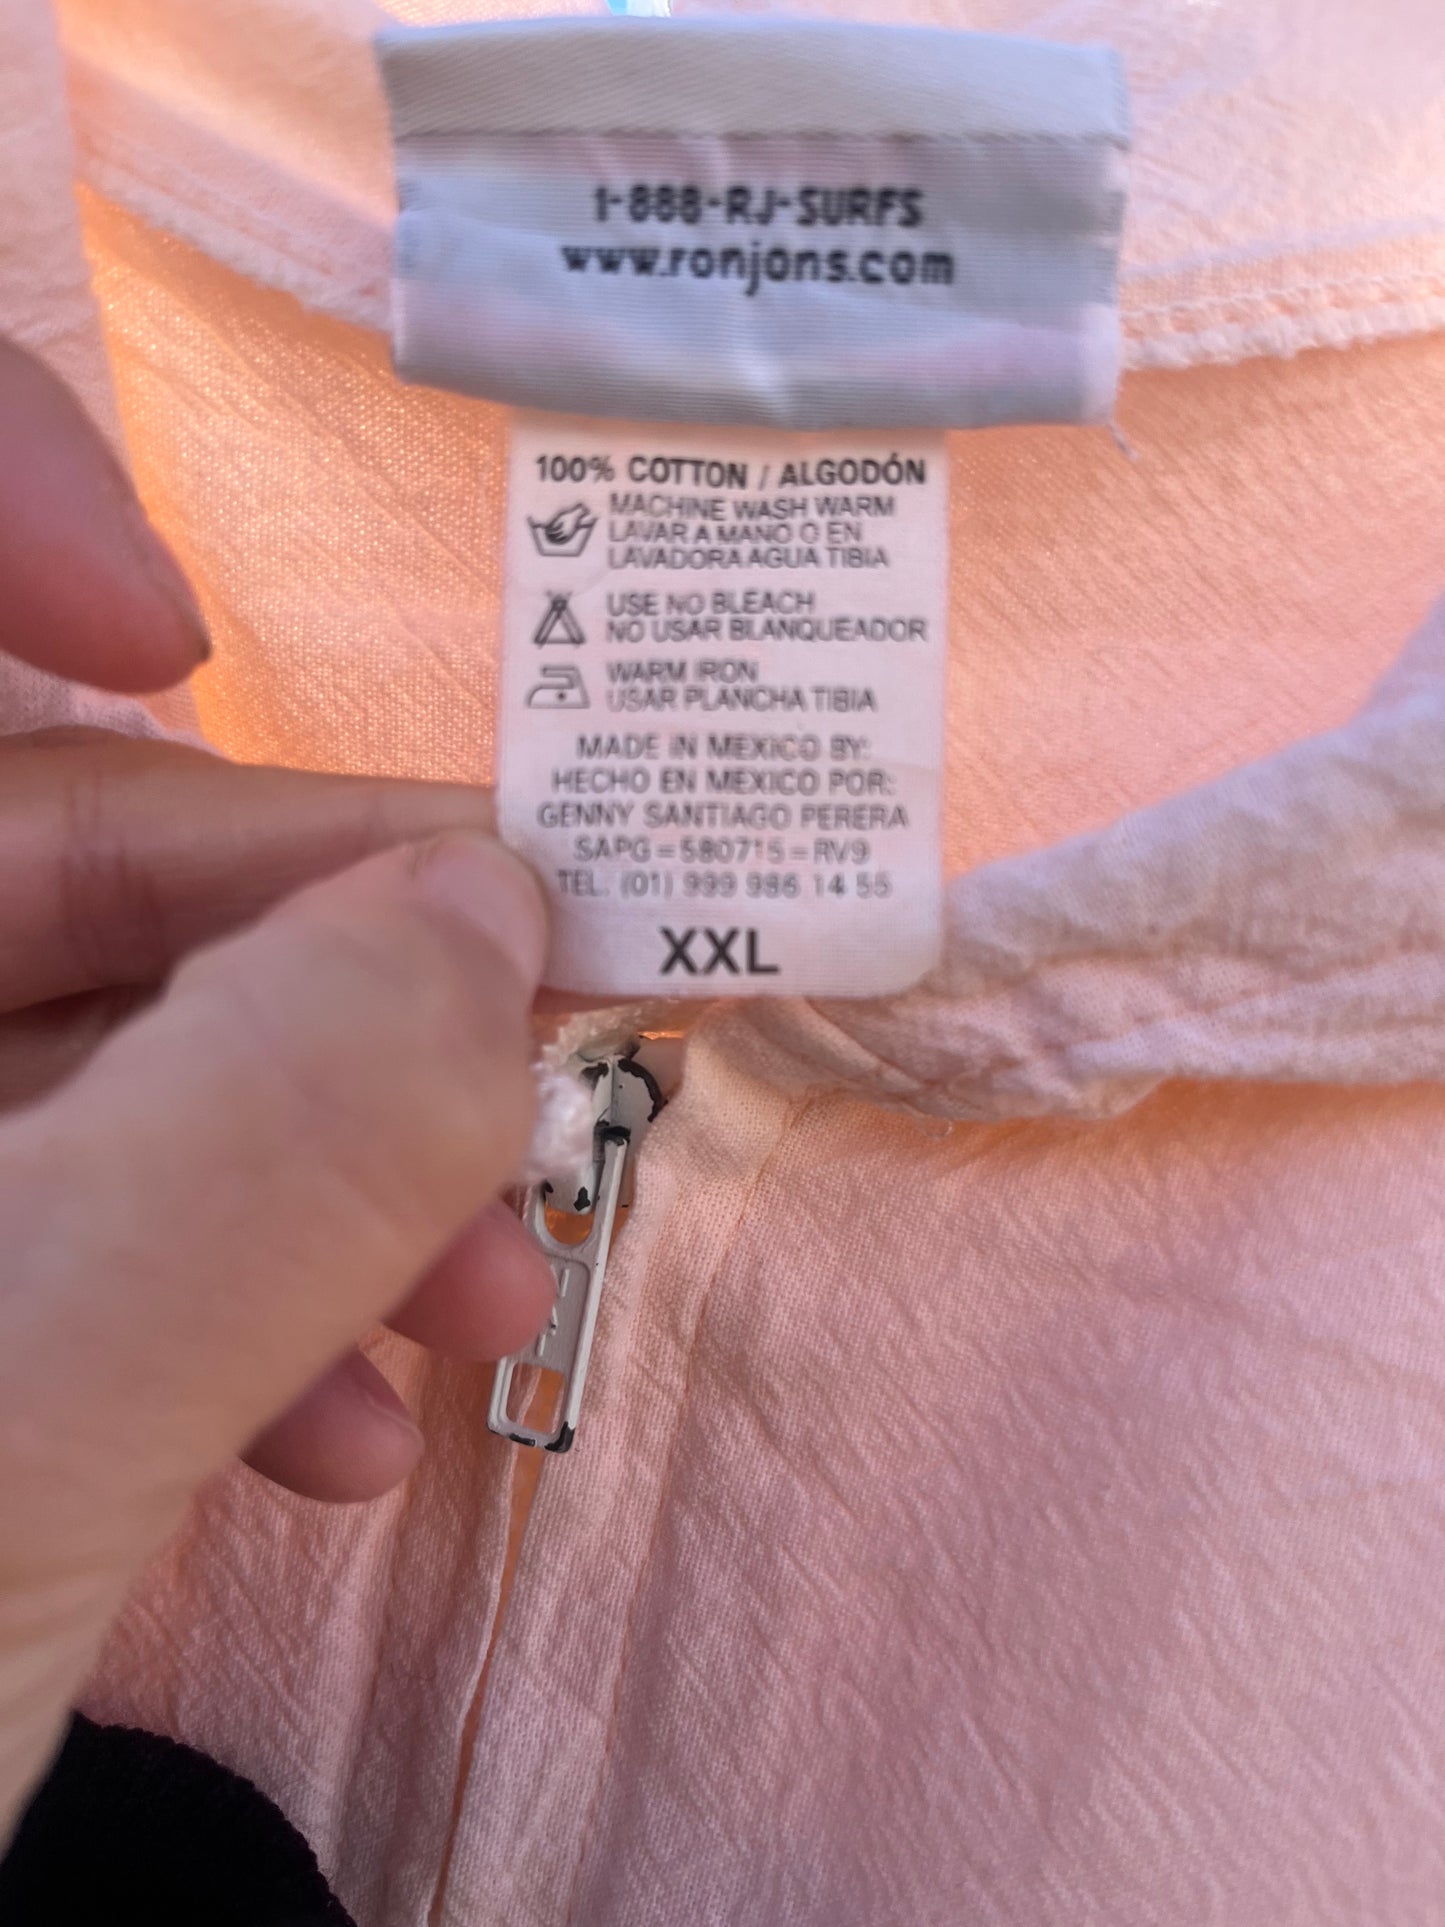 1-888-RJ-SURFS
www.ronjons.com
100% COTTON / ALGODÓN
MACHINE WASH WARM
LAVAR A MANO O EN
LAVADORA AGUA TIBIA
USE NO BLEACH
NO USAR BLANQUEADOR
WARM IRON
USAR PLANCHA TIBIA
MADE IN MEXICO BY:
HECHO EN MEXICO POR:
GENNY SANTIAGO PERERA
SAPG=580715=RV9
TEL. (01) 999 986 14 55
XXL